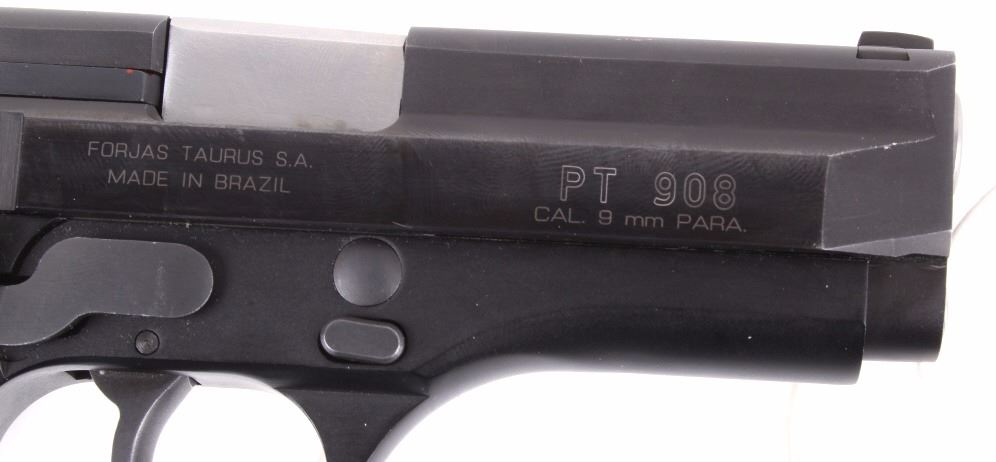 FORJAS TAURUS S.A.
MADE IN BRAZIL
PT 908
CAL. 9 mm PARA.